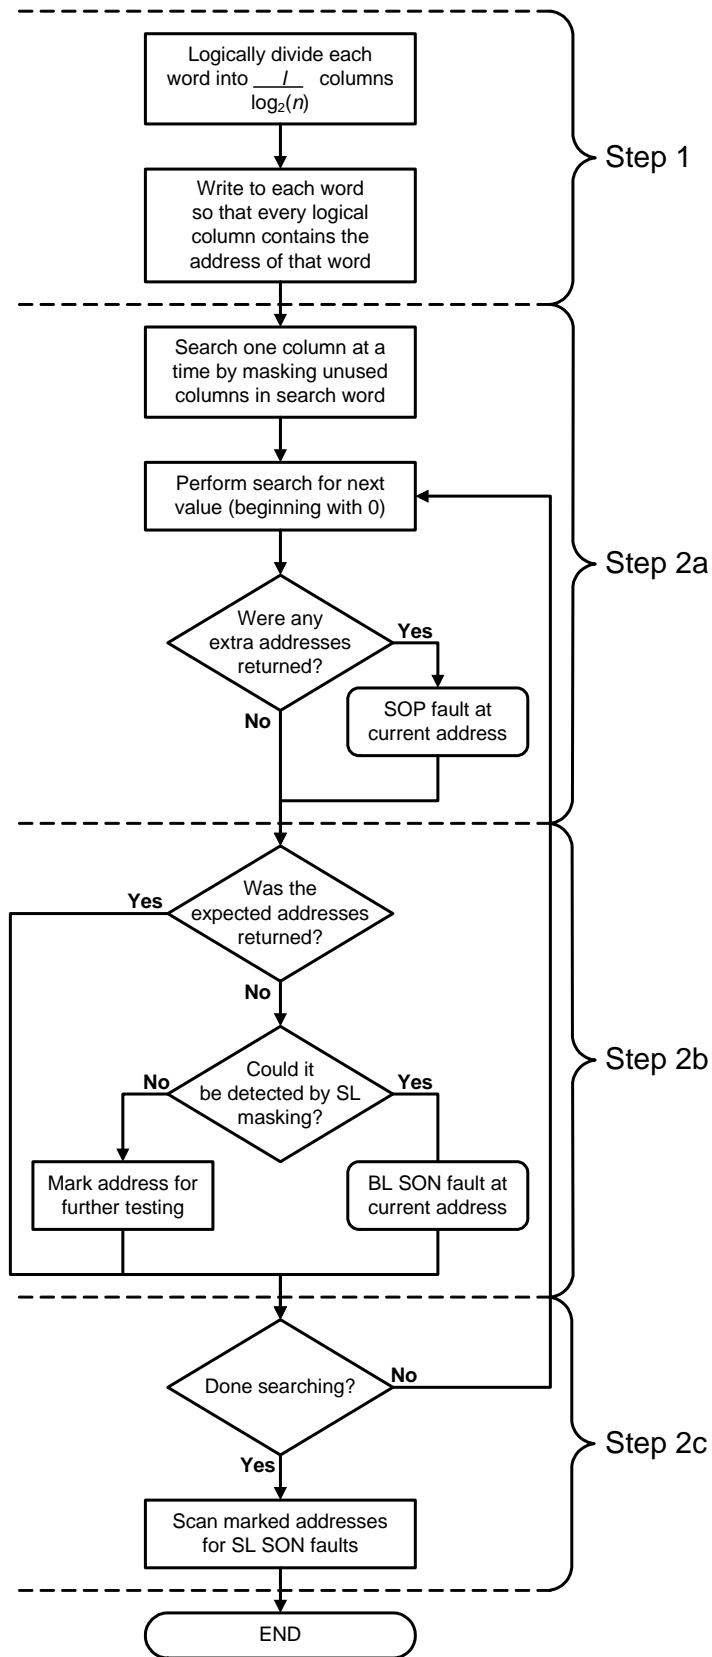 Logically divide each
word into l columns
log₂(n)
Step 1
Write to each word
so that every logical
column contains the
address of that word
Search one column at a
time by masking unused
columns in search word
Perform search for next
value (beginning with 0)
Step 2a
Were any
extra addresses
returned?
Yes
No
SOP fault at
current address
Was the
expected addresses
returned?
Yes
No
Step 2b
Could it
be detected by SL
masking?
No
Yes
Mark address for
further testing
BL SON fault at
current address
Done searching?
No
Yes
Step 2c
Scan marked addresses
for SL SON faults
END